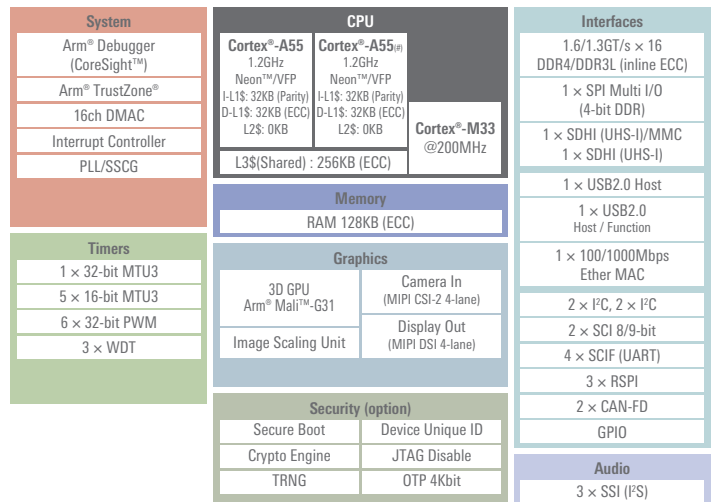 System
Arm® Debugger
(CoreSight™)
Arm® TrustZone®
16ch DMAC
Interrupt Controller
PLL/SSCG
Timers
1 × 32-bit MTU3
5 × 16-bit MTU3
6 × 32-bit PWM
3 × WDT
CPU
Cortex®-A55
1.2GHz
Neon™/VFP
I-L1$: 32KB (Parity)
D-L1$: 32KB (ECC)
L2$: 0KB
Cortex®-A55(#)
1.2GHz
Neon™/VFP
I-L1$: 32KB (Parity)
D-L1$: 32KB (ECC)
L2$: 0KB
Cortex®-M33
@200MHz
L3$(Shared) : 256KB (ECC)
Memory
RAM 128KB (ECC)
Graphics
3D GPU
Arm® Mali™-G31
Camera In
(MIPI CSI-2 4-lane)
Image Scaling Unit
Display Out
(MIPI DSI 4-lane)
Security (option)
Secure Boot
Device Unique ID
Crypto Engine
JTAG Disable
TRNG
OTP 4Kbit
Interfaces
1.6/1.3GT/s × 16
DDR4/DDR3L (inline ECC)
1 × SPI Multi I/O
(4-bit DDR)
1 × SDHI (UHS-I)/MMC
1 × SDHI (UHS-I)
1 × USB2.0 Host
1 × USB2.0
Host / Function
1 × 100/1000Mbps
Ether MAC
2 × I²C, 2 × I²C
2 × SCI 8/9-bit
4 × SCIF (UART)
3 × RSPI
2 × CAN-FD
GPIO
Audio
3 × SSI (I²S)